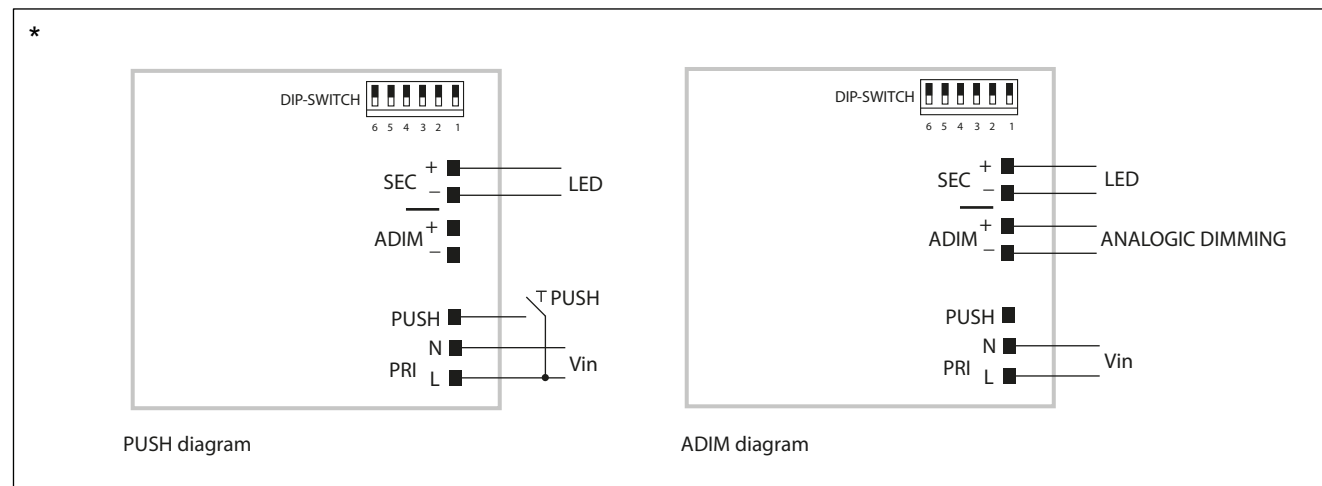 *
DIP-SWITCH
6 5 4 3 2 1
+
SEC
–
LED
+
ADIM
–
PUSH
PUSH
N
PRI
L
Vin
PUSH diagram
DIP-SWITCH
6 5 4 3 2 1
+
SEC
–
LED
+
ADIM
–
ANALOGIC DIMMING
PUSH
N
PRI
L
Vin
ADIM diagram